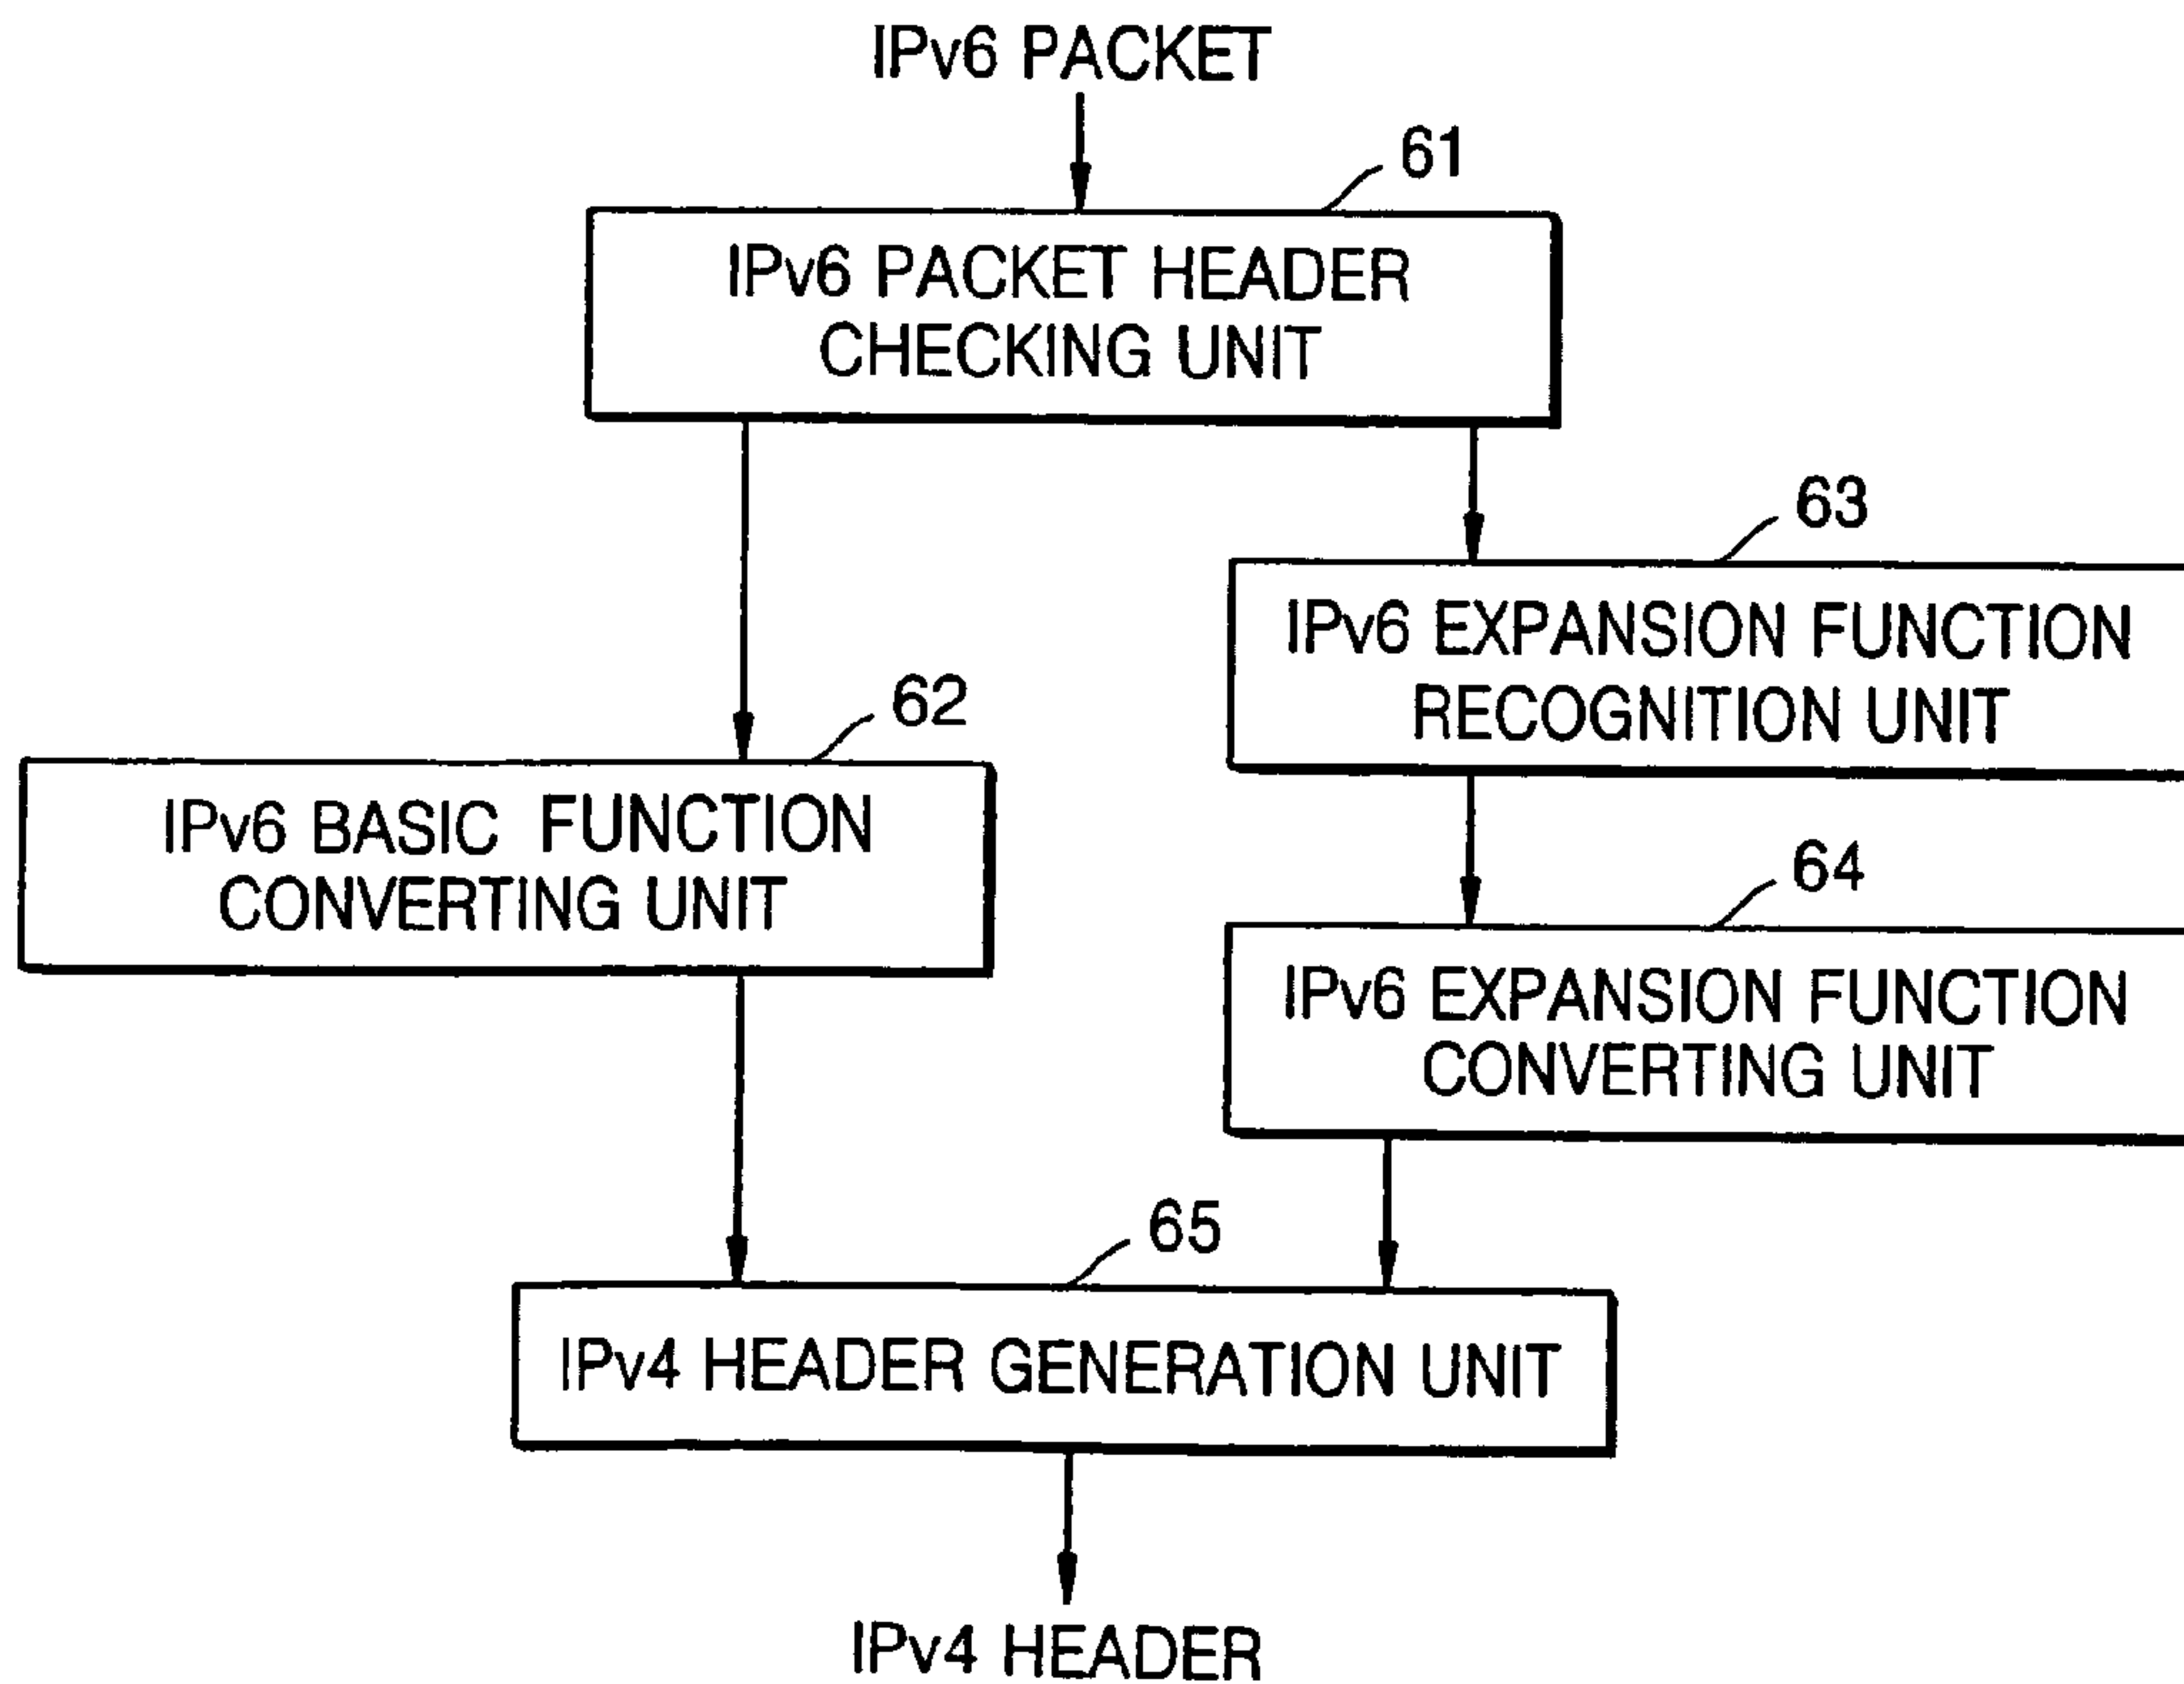 IPv6 PACKET
61
IPv6 PACKET HEADER
CHECKING UNIT
63
IPv6 EXPANSION FUNCTION
RECOGNITION UNIT
62
IPv6 BASIC FUNCTION
CONVERTING UNIT
64
IPv6 EXPANSION FUNCTION
CONVERTING UNIT
65
IPv4 HEADER GENERATION UNIT
IPv4 HEADER